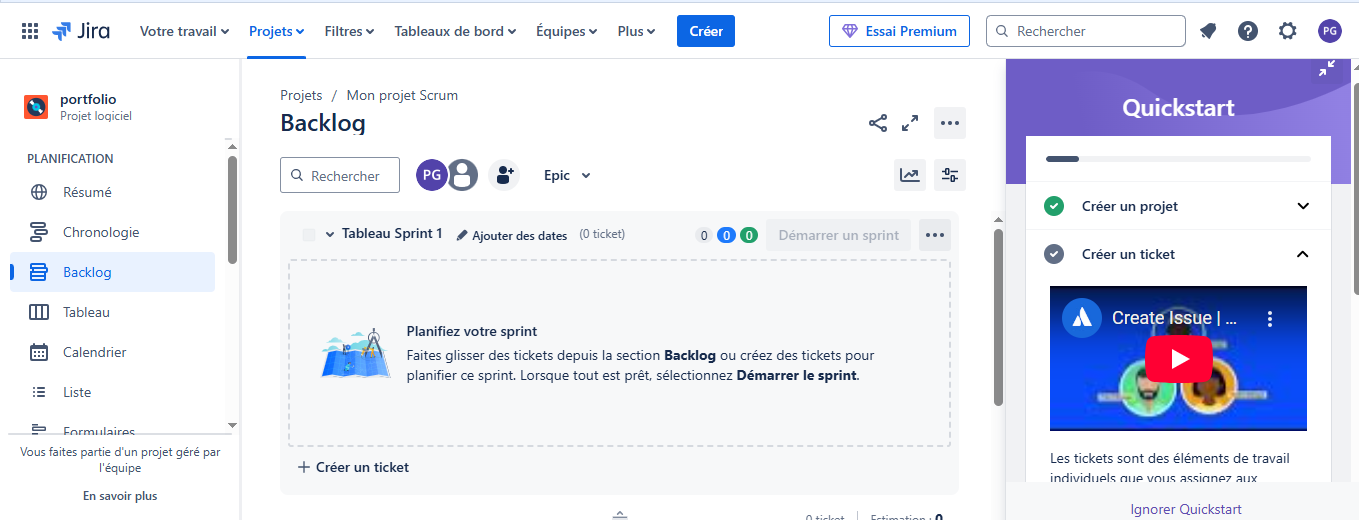 Jira
Votre travail
Projets
Filtres
Tableaux de bord
Équipes
Plus
Créer
Essai Premium
Rechercher
PG
portfolio
Projet logiciel
PLANIFICATION
Résumé
Chronologie
Backlog
Tableau
Calendrier
Liste
Formulaires
Vous faites partie d'un projet géré par
l'équipe
En savoir plus
Projets / Mon projet Scrum
Backlog
Rechercher
PG
Epic
Tableau Sprint 1 Ajouter des dates (0 ticket) 0 0 0 Démarrer un sprint
Planifiez votre sprint
Faites glisser des tickets depuis la section Backlog ou créez des tickets pour
planifier ce sprint. Lorsque tout est prêt, sélectionnez Démarrer le sprint.
Créer un ticket
0 ticket Estimation : 0
Quickstart
Créer un projet
Créer un ticket
Create Issue | ...
Les tickets sont des éléments de travail
individuels que vous assignez aux
Ignorer Quickstart